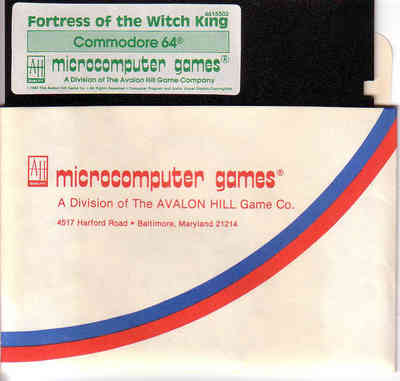 Fortress of the Witch King
Commodore 64®
AH
microcomputer games®
A Division of The Avalon Hill Game Company
AH
microcomputer games®
A Division of The AVALON HILL Game Co.
4517 Harford Road • Baltimore, Maryland 21214